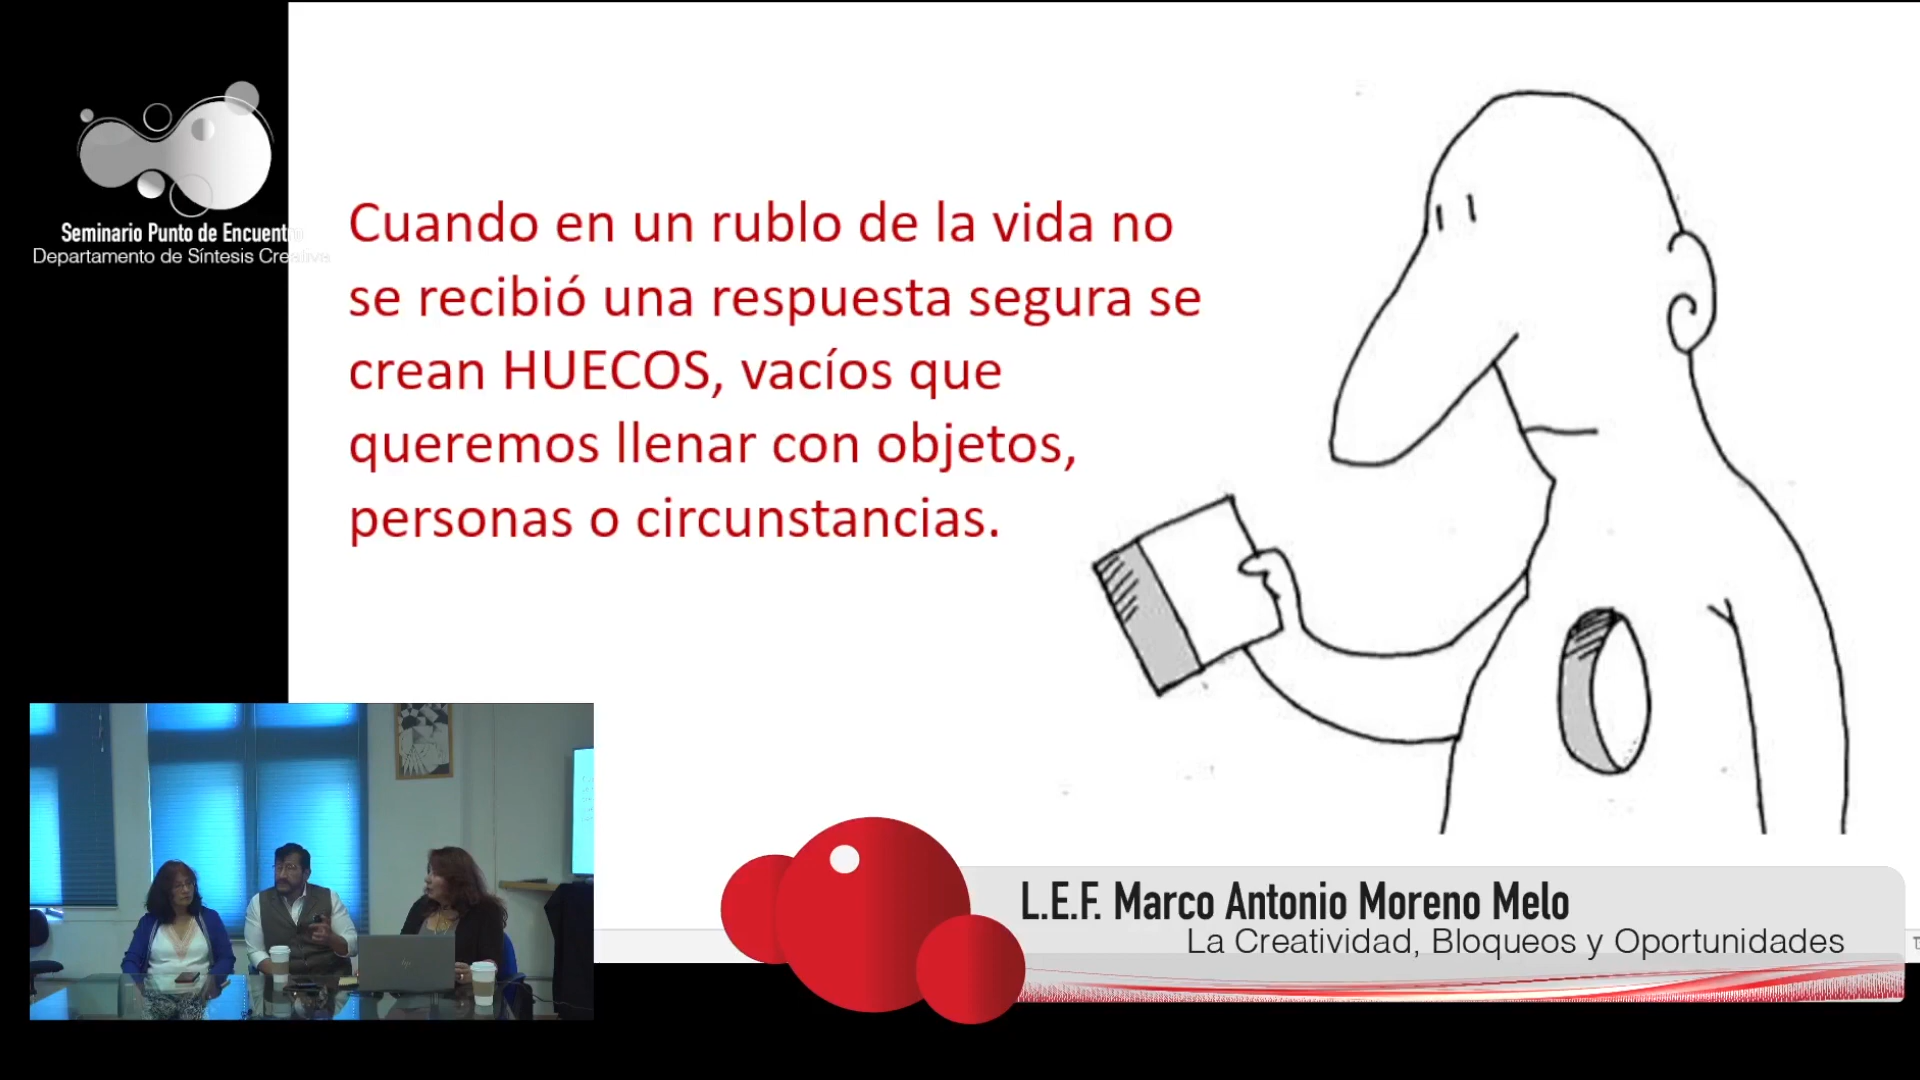 Seminario Punto de Encuentro
Departamento de Síntesis Creativa
Cuando en un rublo de la vida no
se recibió una respuesta segura se
crean HUECOS, vacíos que
queremos llenar con objetos,
personas o circunstancias.
L.E.F. Marco Antonio Moreno Melo
La Creatividad, Bloqueos y Oportunidades